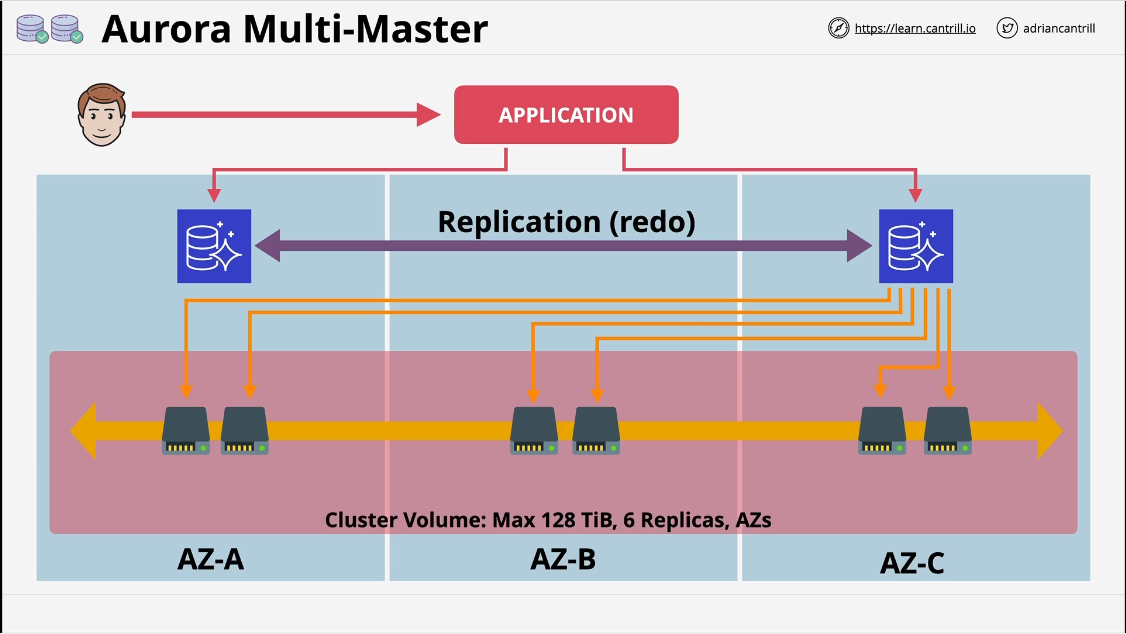 Aurora Multi-Master
https://learn.cantrill.io
adriancantrill
APPLICATION
Replication (redo)
Cluster Volume: Max 128 TiB, 6 Replicas, AZs
AZ-A
AZ-B
AZ-C